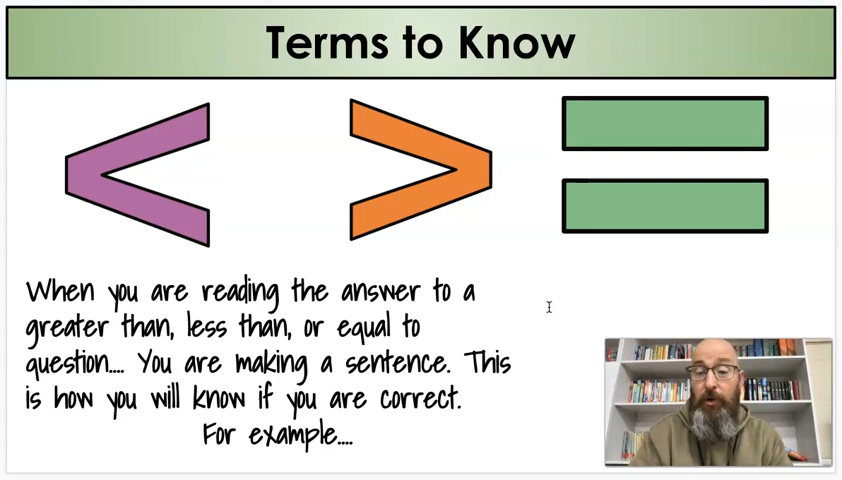 Terms to Know
< > =
When you are reading the answer to a
greater than, less than, or equal to
question.... You are making a sentence. This
is how you will know if you are correct.
For example....